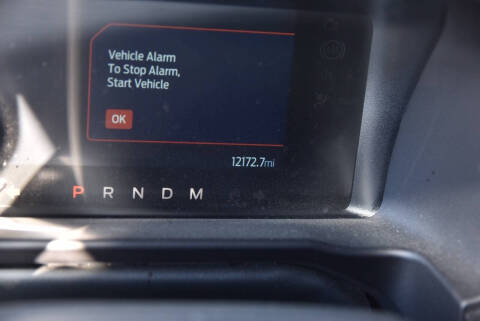 Vehicle Alarm
To Stop Alarm,
Start Vehicle
OK
12172.7mi
P R N D M